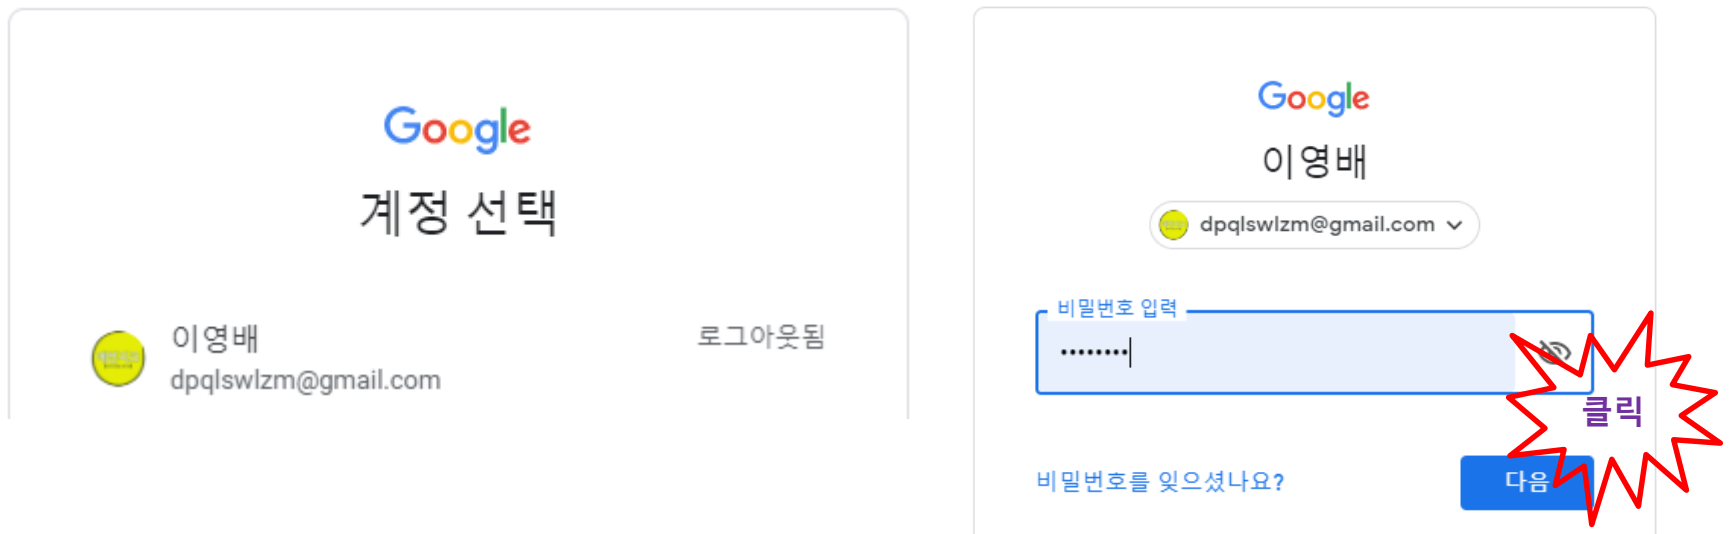 Google
계정 선택
이영배
로그아웃됨
dpqlswlzm@gmail.com
Google
이영배
dpqlswlzm@gmail.com
비밀번호 입력
••••••••
클릭
비밀번호를 잊으셨나요?
다음